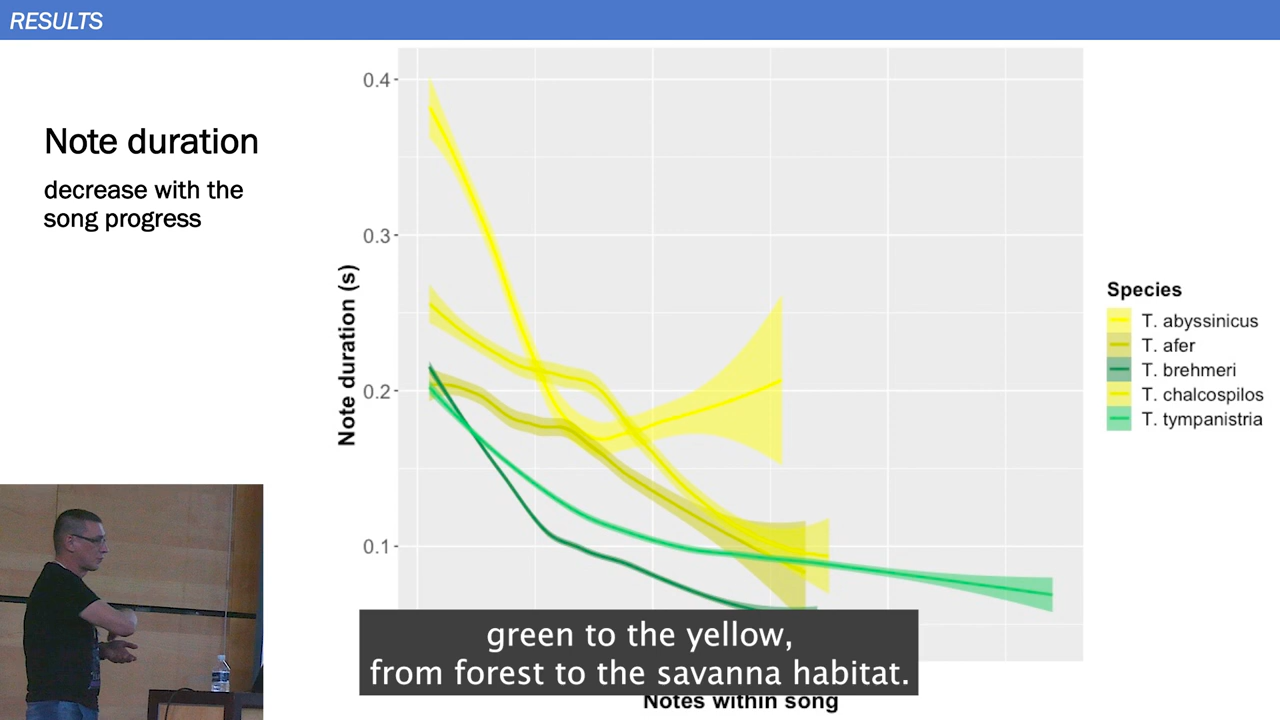 RESULTS
Note duration
decrease with the
song progress
0.4
0.3
0.2
0.1
Note duration (s)
Species
T. abyssinicus
T. afer
T. brehmeri
T. chalcospilos
T. tympanistria
green to the yellow,
from forest to the savanna habitat.
Notes within song